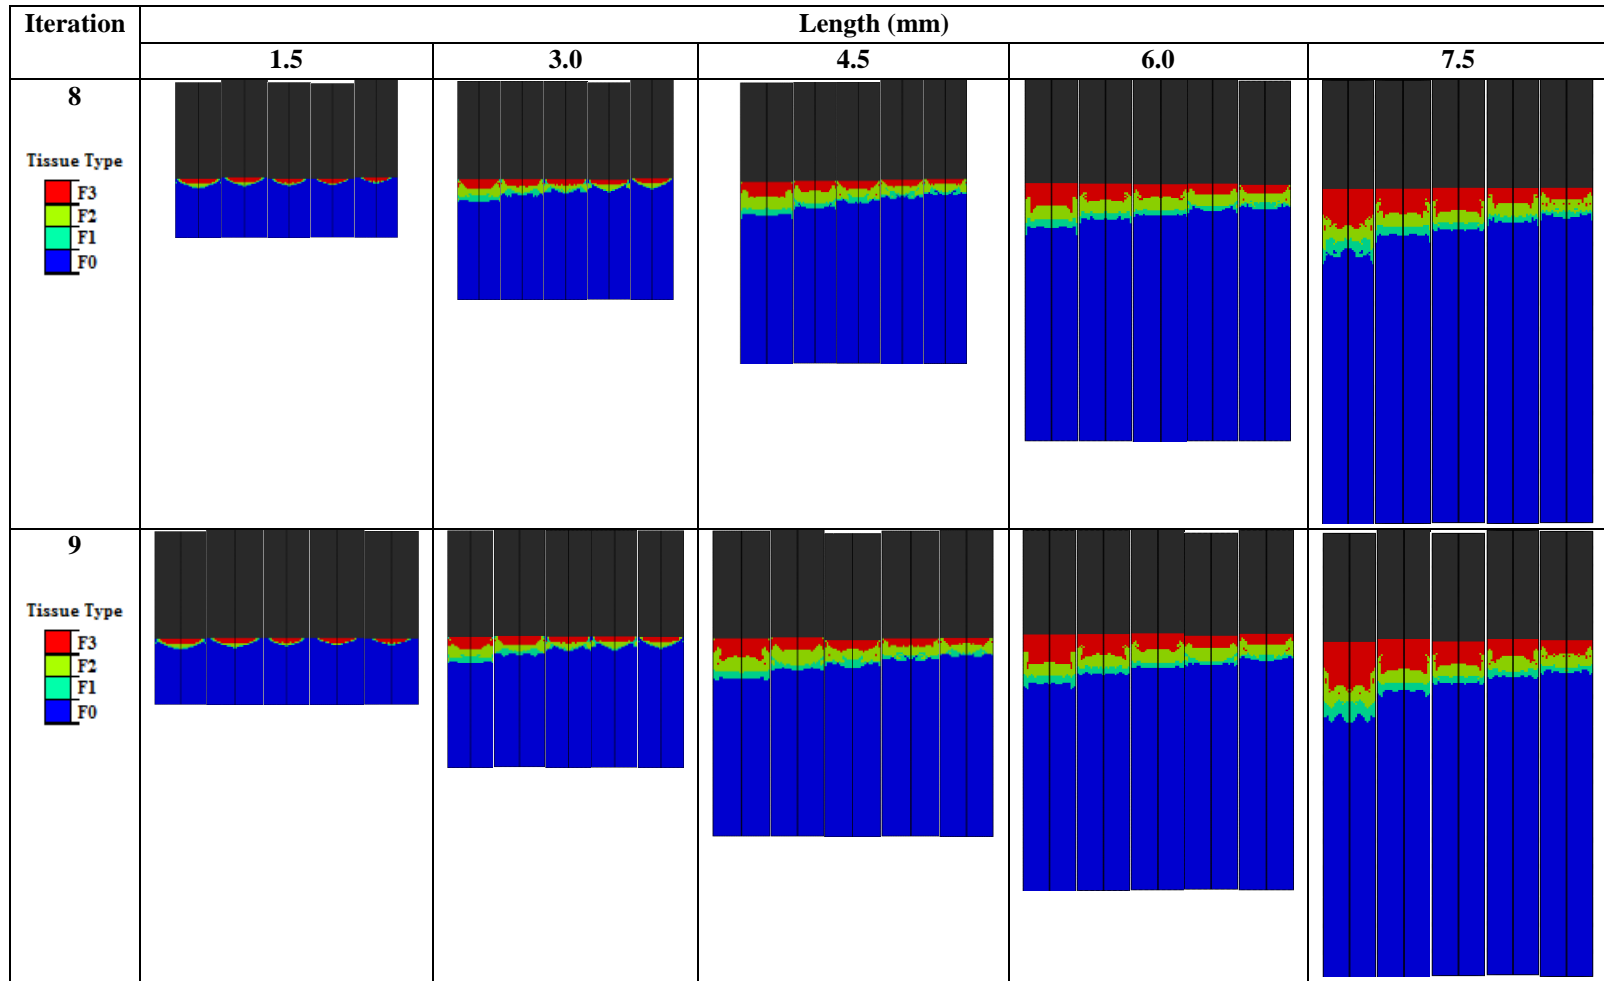 Iteration
Length (mm)
1.5 3.0 4.5 6.0 7.5
8
Tissue Type
F3
F2
F1
F0
9
Tissue Type
F3
F2
F1
F0